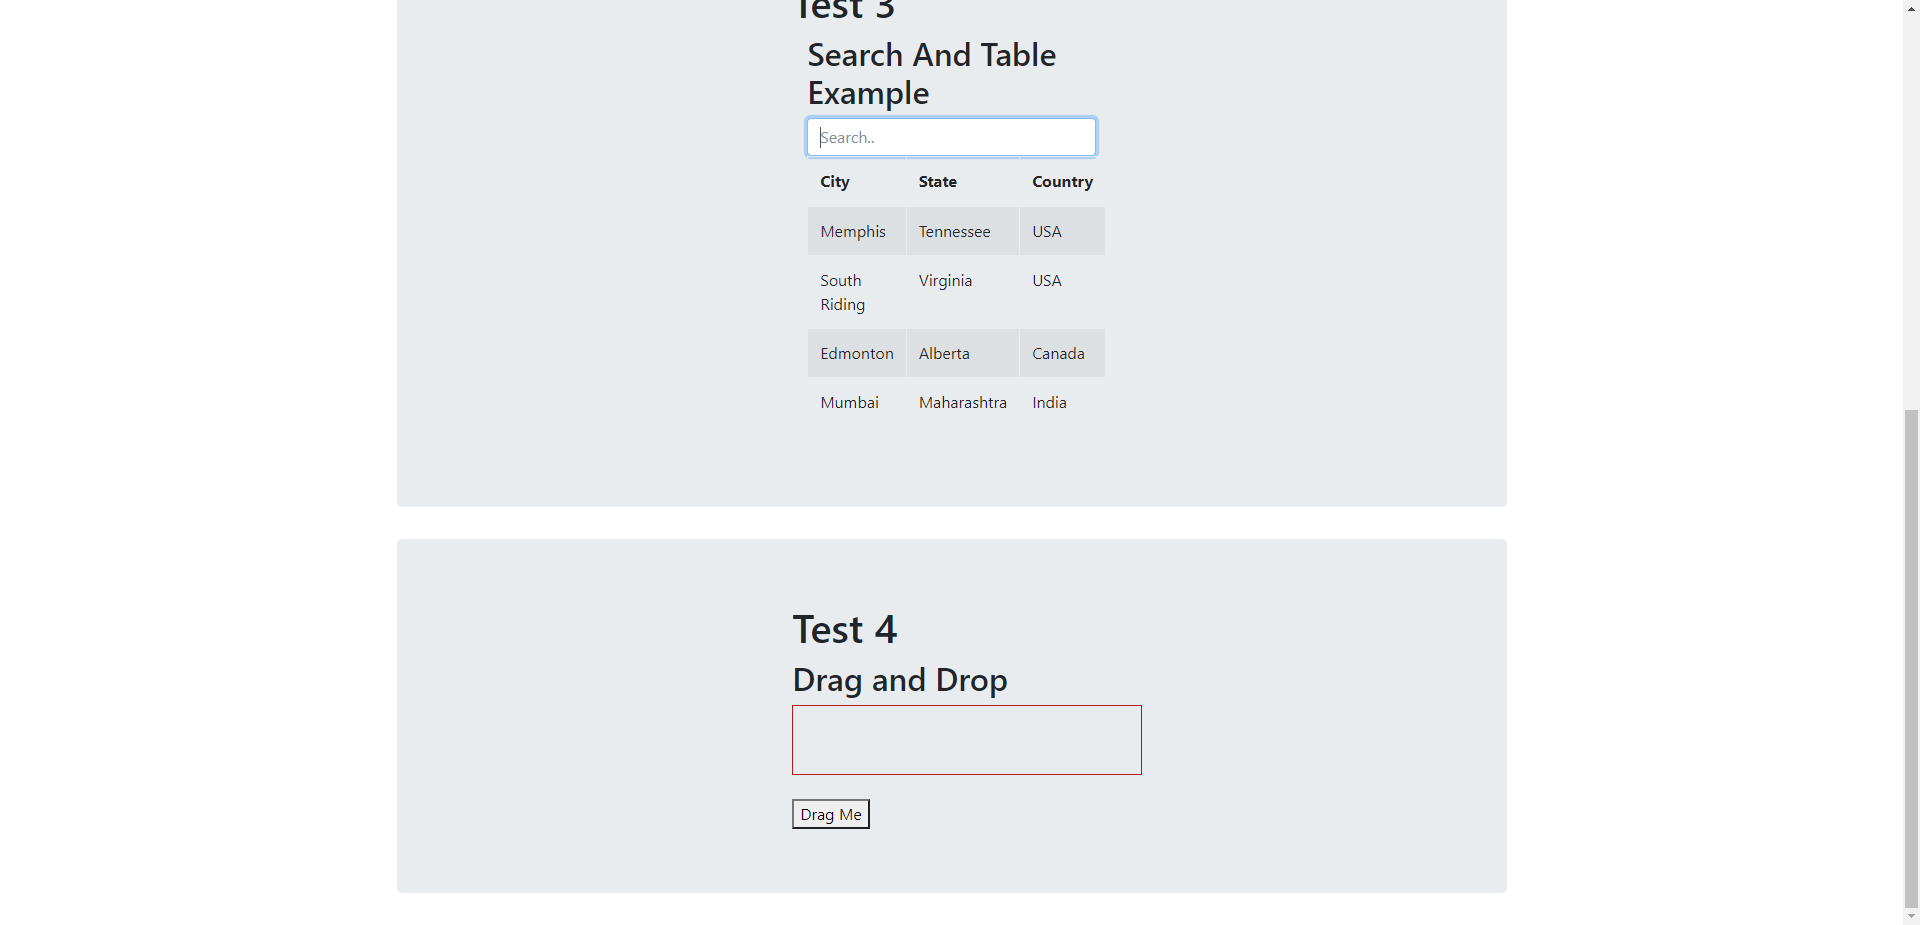 Test 3
Search And Table
Example
Search..
City State Country
Memphis Tennessee USA
South Riding Virginia USA
Edmonton Alberta Canada
Mumbai Maharashtra India
Test 4
Drag and Drop
Drag Me